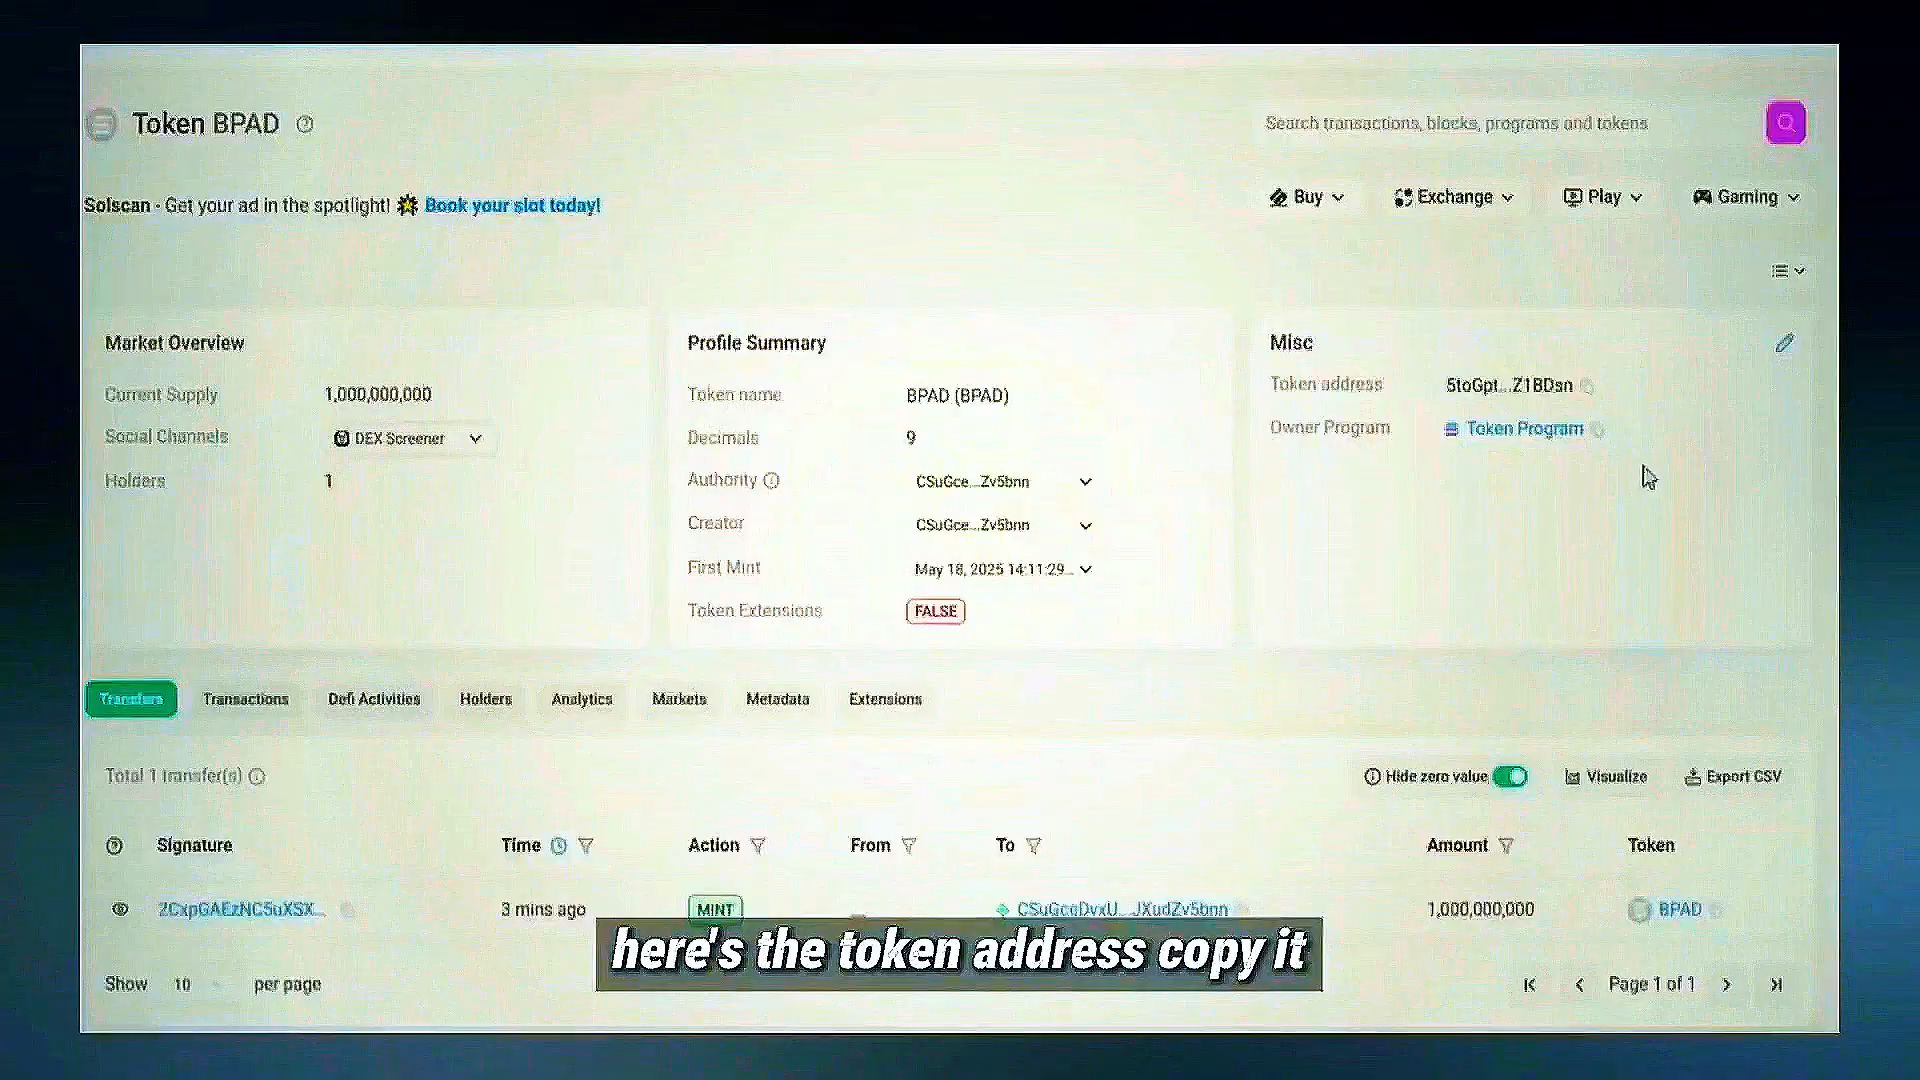 Token BPAD
Search transactions, blocks, programs and tokens
Solscan - Get your ad in the spotlight! Book your slot today!
Buy Exchange Play Gaming
Market Overview
Current Supply 1,000,000,000
Social Channels DEX Screener
Holders 1
Profile Summary
Token name BPAD (BPAD)
Decimals 9
Authority CSuGce...Zv5bnn
Creator CSuGce...Zv5bnn
First Mint May 18, 2025 14:11:29...
Token Extensions FALSE
Misc
Token address 5toGpt...Z1BDsn
Owner Program Token Program
Transfers Transactions Defi Activities Holders Analytics Markets Metadata Extensions
Total 1 transfer(s) Hide zero value Visualize Export CSV
Signature Time Action From To Amount Token
2CxpGAEzNC5uXSX... 3 mins ago MINT CSuGceDvxU...JXudZv5bnn 1,000,000,000 BPAD
here's the token address copy it
Show 10 per page Page 1 of 1